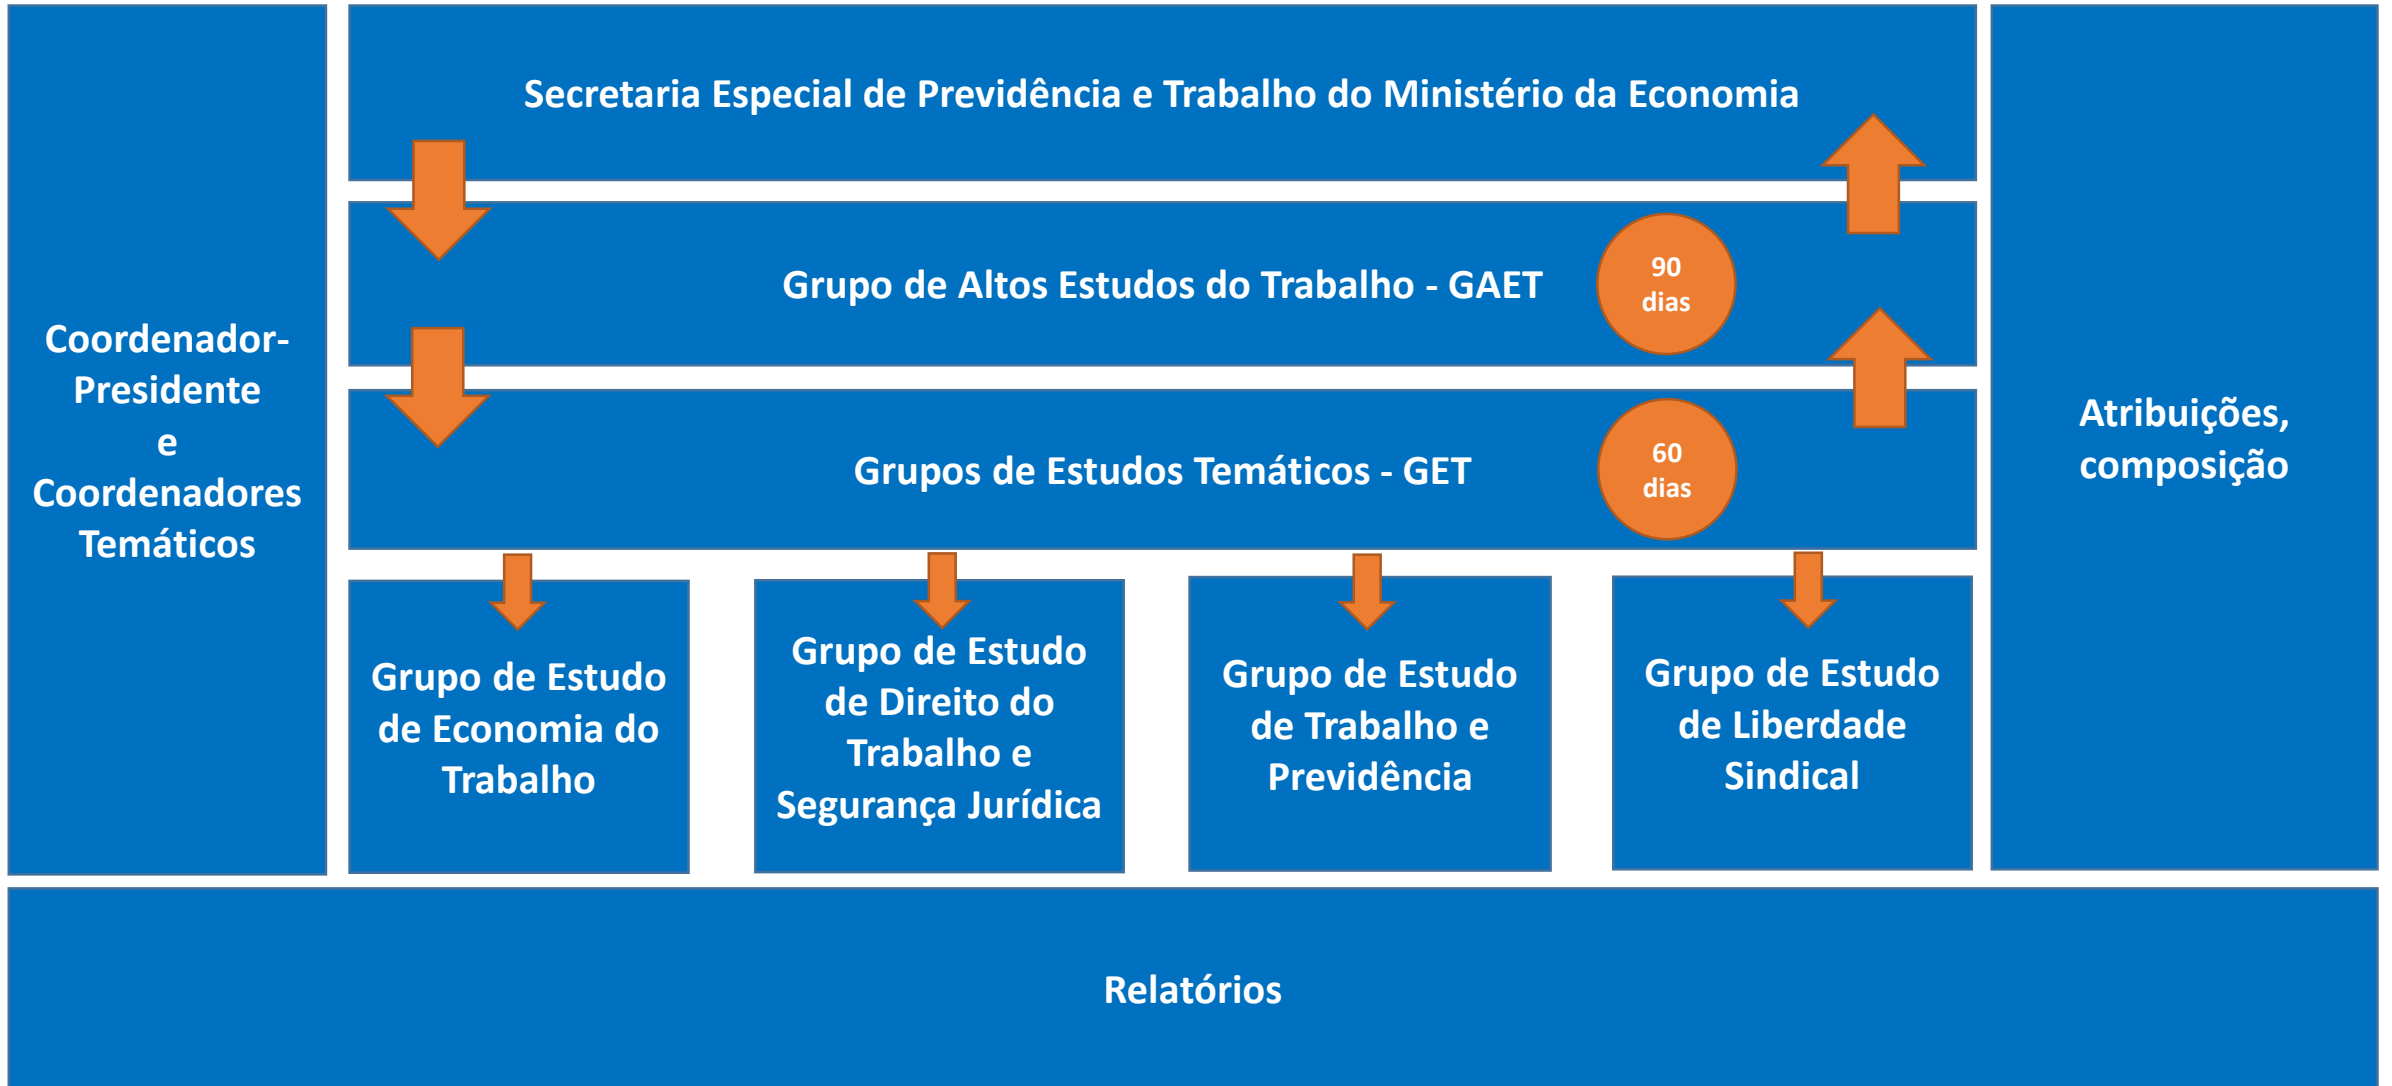 Coordenador-
Presidente
e
Coordenadores
Temáticos
Secretaria Especial de Previdência e Trabalho do Ministério da Economia
Grupo de Altos Estudos do Trabalho - GAET
90
dias
Grupos de Estudos Temáticos - GET
60
dias
Grupo de Estudo
de Economia do
Trabalho
Grupo de Estudo
de Direito do
Trabalho e
Segurança Jurídica
Grupo de Estudo
de Trabalho e
Previdência
Grupo de Estudo
de Liberdade
Sindical
Atribuições,
composição
Relatórios